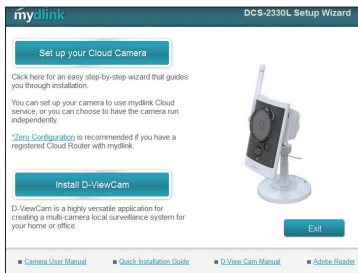 mydlink
DCS-2330L Setup Wizard
Set up your Cloud Camera
Click here for an easy step-by-step wizard that guides
you through installation.
You can set up your camera to use mydlink Cloud
service, or you can choose to have the camera run
independently.
*Zero Configuration is recommended if you have a
registered Cloud Router with mydlink.
Install D-ViewCam
D-ViewCam is a highly versatile application for
creating a multi-camera local surveillance system for
your home or office.
Exit
Camera User Manual
Quick Installation Guide
D-View Cam Manual
Adobe Reader